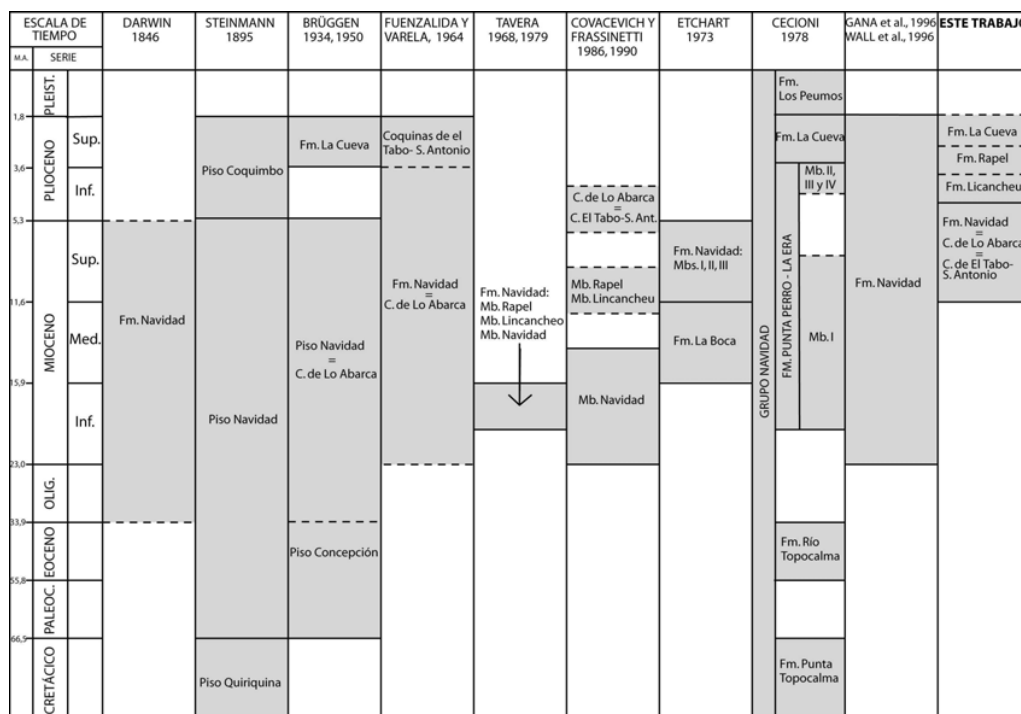 ESCALA DE
TIEMPO
M.A.
SERIE
DARWIN
1846
STEINMANN
1895
BRÜGGEN
1934, 1950
FUENZALIDA Y
VARELA, 1964
TAVERA
1968, 1979
COVACEVICH Y
FRASSINETTI
1986, 1990
ETCHART
1973
CECIONI
1978
GANA et al., 1996
WALL et al., 1996
ESTE TRABAJO
PLEIST.
1,8
PLIOCENO
Sup.
3,6
Inf.
5,3
MIOCENO
Sup.
11,6
Med.
15,9
Inf.
23,0
OLIG.
33,9
EOCENO
55,8
PALEOC.
66,5
CRETÁCICO
Fm. Navidad
Piso Coquimbo
Piso Navidad
Piso Quiriquina
Fm. La Cueva
Piso Navidad
=
C. de Lo Abarca
Piso Concepción
Coquinas de el
Tabo- S. Antonio
Fm. Navidad
=
C. de Lo Abarca
Fm. Navidad:
Mb. Rapel
Mb. Lincancheo
Mb. Navidad
C. de Lo Abarca
=
C. El Tabo-S. Ant.
Mb. Rapel
Mb. Lincancheu
Mb. Navidad
Fm. Navidad:
Mbs. I, II, III
Fm. La Boca
GRUPO NAVIDAD
Fm.
Los Peumos
Fm. La Cueva
FM. PUNTA PERRO - LA ERA
Mb. II,
III y IV
Mb. I
Fm. Río
Topocalma
Fm. Punta
Topocalma
Fm. Navidad
Fm. La Cueva
Fm. Rapel
Fm. Licancheu
Fm. Navidad
=
C. de Lo Abarca
=
C. de El Tabo-
S. Antonio